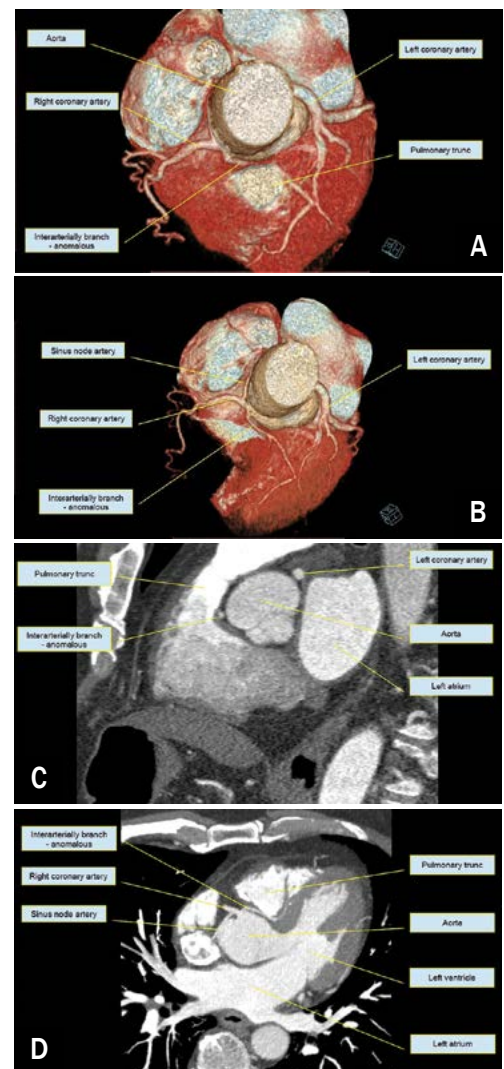 Aorta
Left coronary artery
Right coronary artery
Pulmonary trunc
Interarterially branch
- anomalous
A
Sinus node artery
Left coronary artery
Right coronary artery
Interarterially branch
- anomalous
B
Left coronary artery
Pulmonary trunc
Interarterially branch
- anomalous
Aorta
Left atrium
C
Interarterially branch
- anomalous
Pulmonary trunc
Right coronary artery
Sinus node artery
Aorta
Left ventricle
Left atrium
D